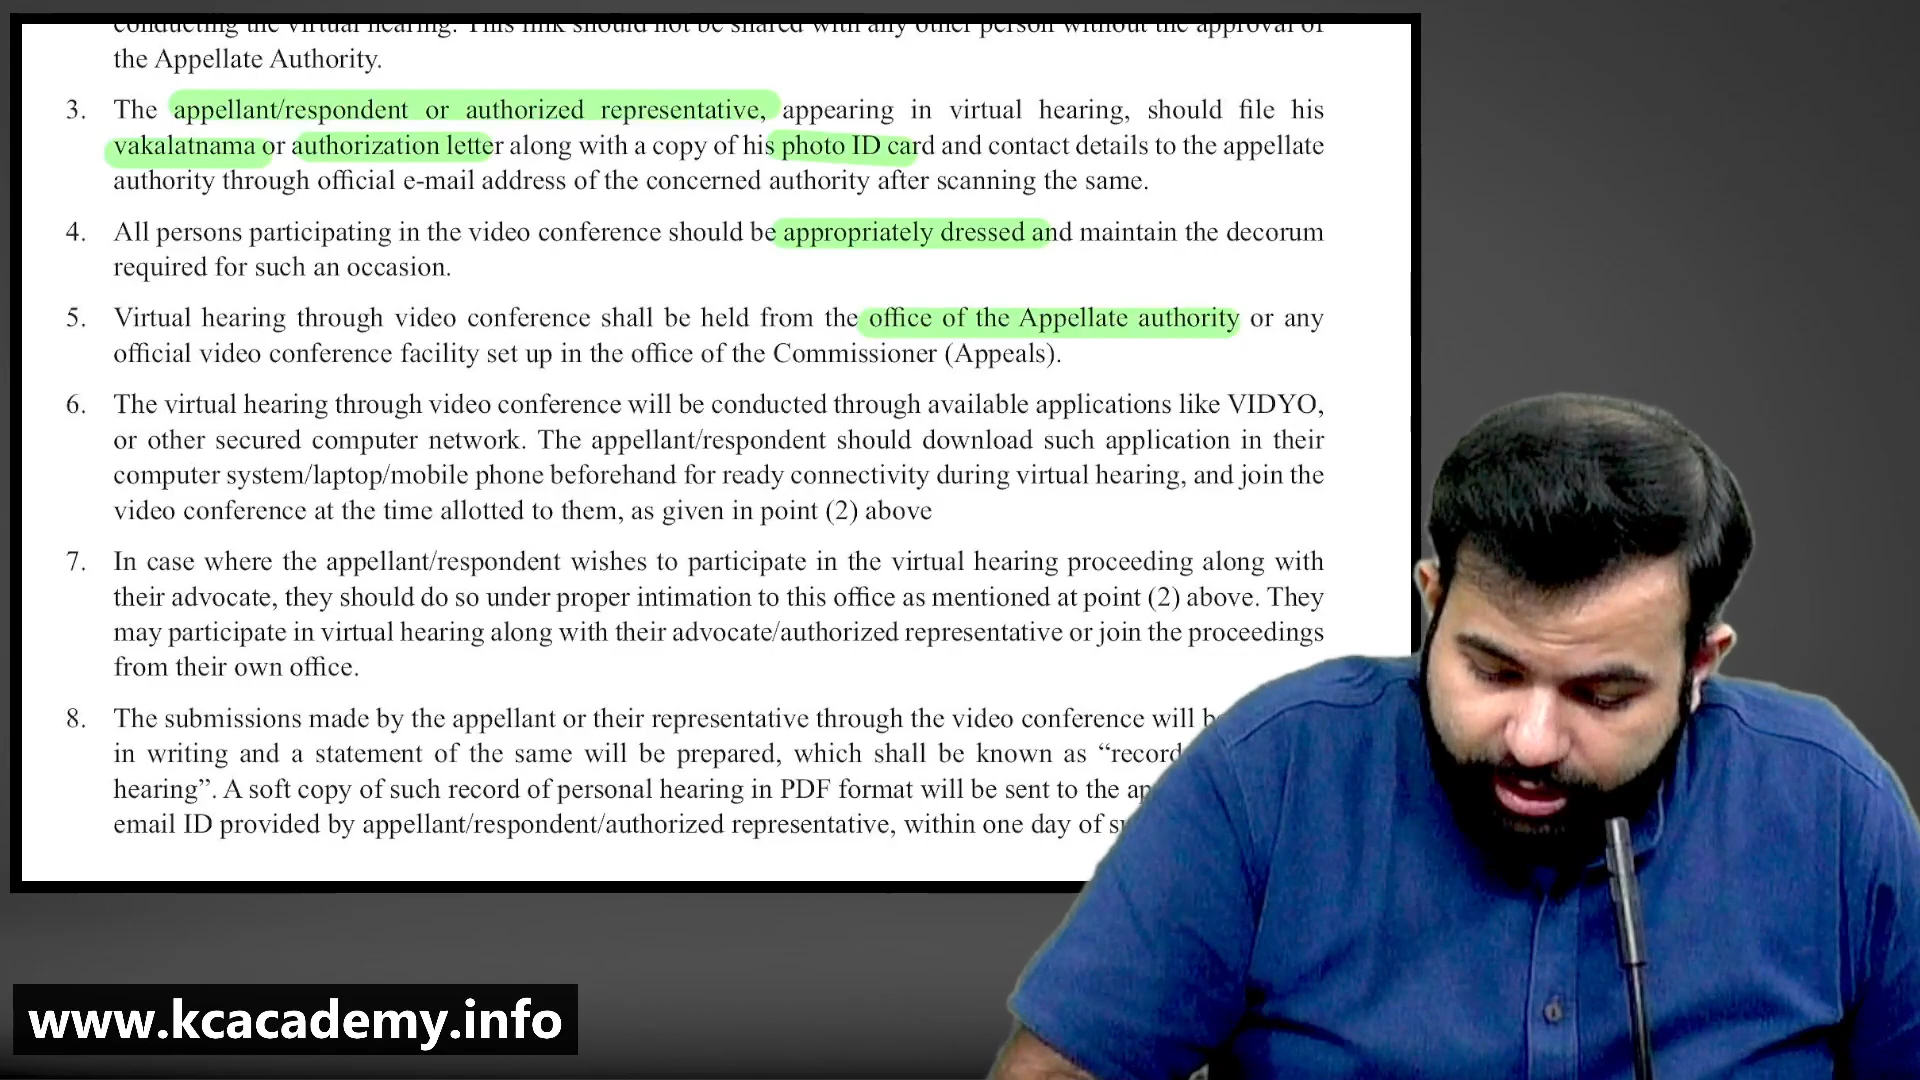 conducting the virtual hearing. This link should not be shared with any other person without the approval of
the Appellate Authority.
3. The appellant/respondent or authorized representative, appearing in virtual hearing, should file his
vakalatnama or authorization letter along with a copy of his photo ID card and contact details to the appellate
authority through official e-mail address of the concerned authority after scanning the same.
4. All persons participating in the video conference should be appropriately dressed and maintain the decorum
required for such an occasion.
5. Virtual hearing through video conference shall be held from the office of the Appellate authority or any
official video conference facility set up in the office of the Commissioner (Appeals).
6. The virtual hearing through video conference will be conducted through available applications like VIDYO,
or other secured computer network. The appellant/respondent should download such application in their
computer system/laptop/mobile phone beforehand for ready connectivity during virtual hearing, and join the
video conference at the time allotted to them, as given in point (2) above
7. In case where the appellant/respondent wishes to participate in the virtual hearing proceeding along with
their advocate, they should do so under proper intimation to this office as mentioned at point (2) above. They
may participate in virtual hearing along with their advocate/authorized representative or join the proceedings
from their own office.
8. The submissions made by the appellant or their representative through the video conference will
in writing and a statement of the same will be prepared, which shall be known as “record
hearing”. A soft copy of such record of personal hearing in PDF format will be sent to the
email ID provided by appellant/respondent/authorized representative, within one day of
www.kcacademy.info